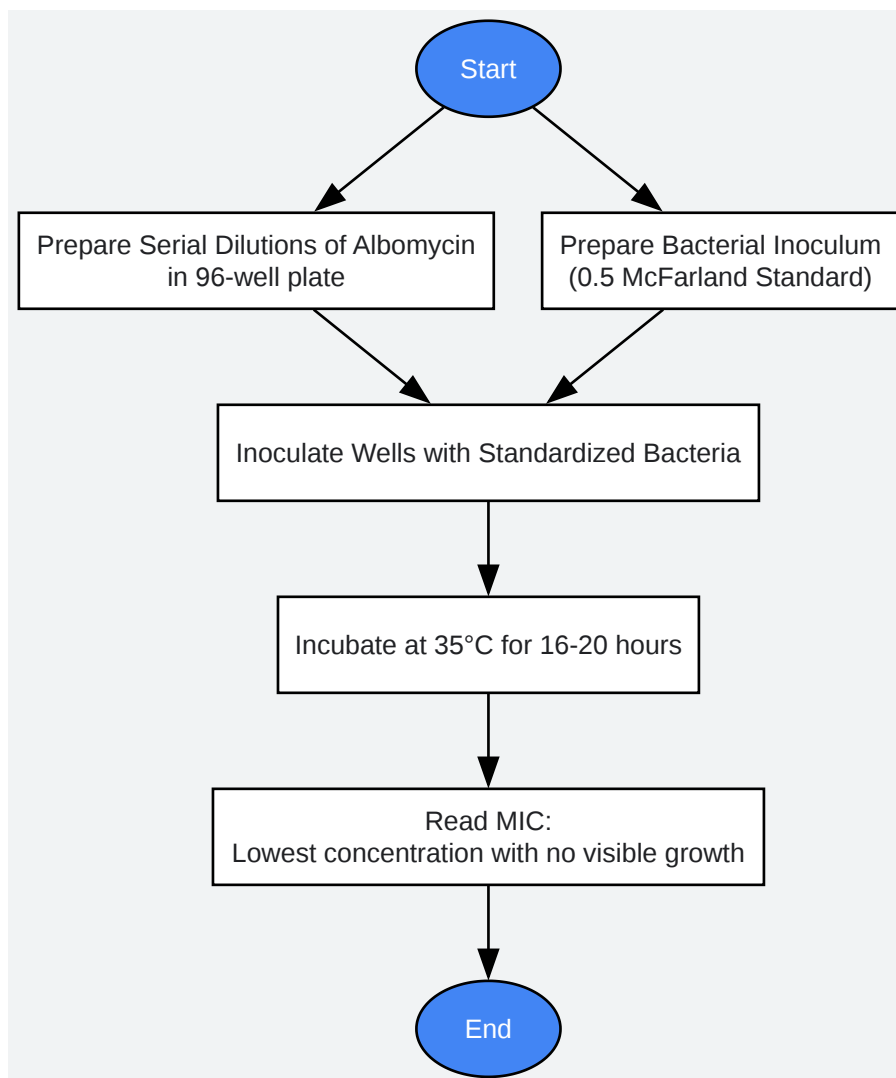 Start
Prepare Serial Dilutions of Albomycin
in 96-well plate
Prepare Bacterial Inoculum
(0.5 McFarland Standard)
Inoculate Wells with Standardized Bacteria
Incubate at 35°C for 16-20 hours
Read MIC:
Lowest concentration with no visible growth
End